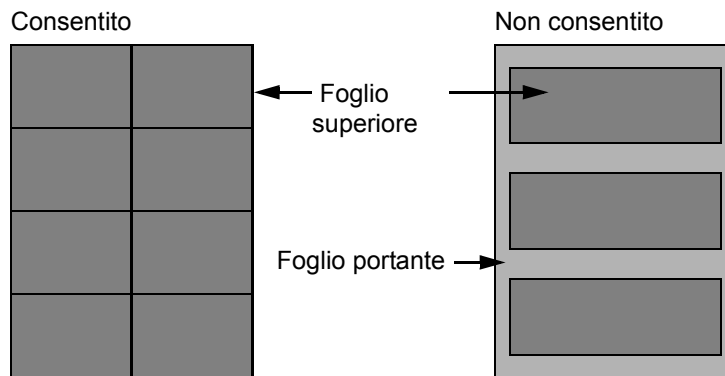 Consentito
Non consentito
Foglio
superiore
Foglio portante